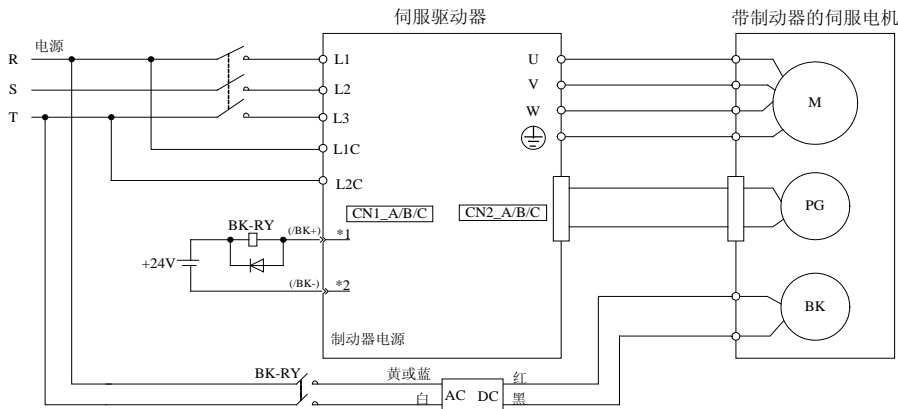 伺服驱动器
带制动器的伺服电机
电源
R
S
T
L1
L2
L3
L1C
L2C
U
V
W
M
CN1_A/B/C
CN2_A/B/C
PG
BK-RY
(/BK+)
*1
+24V
(/BK-)
*2
BK
制动器电源
BK-RY
黄或蓝
白
AC
DC
红
黑